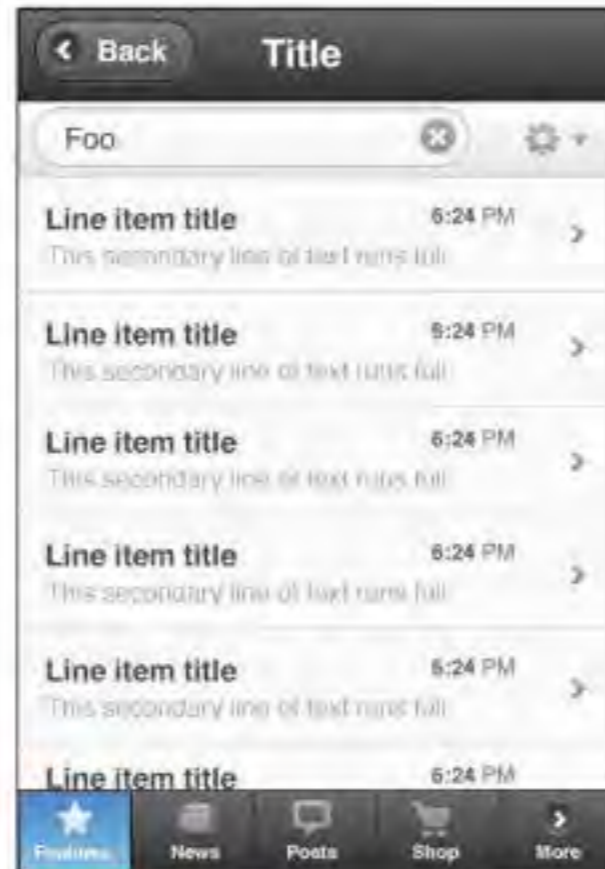 Back Title
Foo
Line item title 6:24 PM
This secondary line of text runs full
Line item title 6:24 PM
This secondary line of text runs full
Line item title 6:24 PM
This secondary line of text runs full
Line item title 6:24 PM
This secondary line of text runs full
Line item title 6:24 PM
This secondary line of text runs full
Line item title 6:24 PM
Features News Posts Shop More